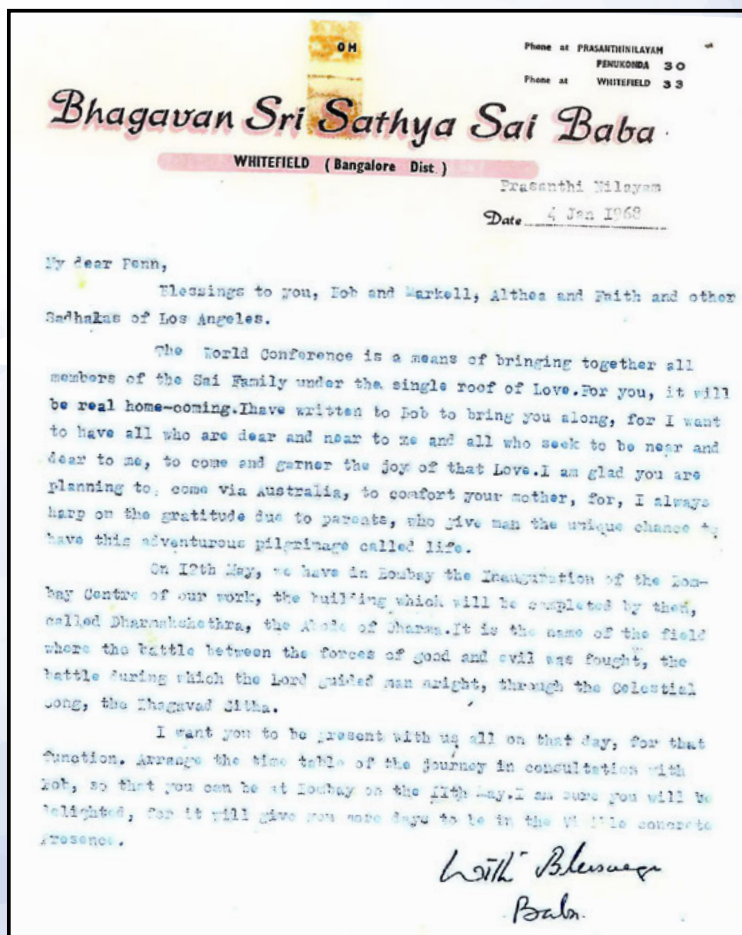 OM
Phone at PRASANTHINILAYAM
PENUKONDA 30
Phone at WHITEFIELD 33
Bhagavan Sri Sathya Sai Baba
WHITEFIELD (Bangalore Dist)
Prasanthi Nilayam
Date 4 Jan 1968
My dear Fenn,
Blessings to you, Bob and Markell, Althea and Faith and other
Sadhakas of Los Angeles.
The World Conference is a means of bringing together all
members of the Sai Family under the single roof of Love.For you, it will
be real home-coming.Ihave written to Bob to bring you along, for I want
to have all who are dear and near to me and all who seek to be near and
dear to me, to come and garner the joy of that Love.I am glad you are
planning to, come via Australia, to comfort your mother, for, I always
harp on the gratitude due to parents, who give man the unique chance to
have this adventurous pilgrimage called life.
On 12th May, we have in Bombay the Inauguration of the Bom-
bay Centre of our work, the building which will be completed by then,
called Dharmakshethra, the Abode of Dharma.It is the name of the field
where the battle between the forces of good and evil was fought, the
battle during which the Lord guided man aright, through the Celestial
Song, the Bhagavad Githa.
I want you to be present with us all on that day, for that
function. Arrange the time table of the journey in consultation with
Bob, so that you can be at Bombay on the 11th May.I am sure you will be
delighted, for it will give you more days to be in the Visible concrete
Presence.
With Blessings
Baba.